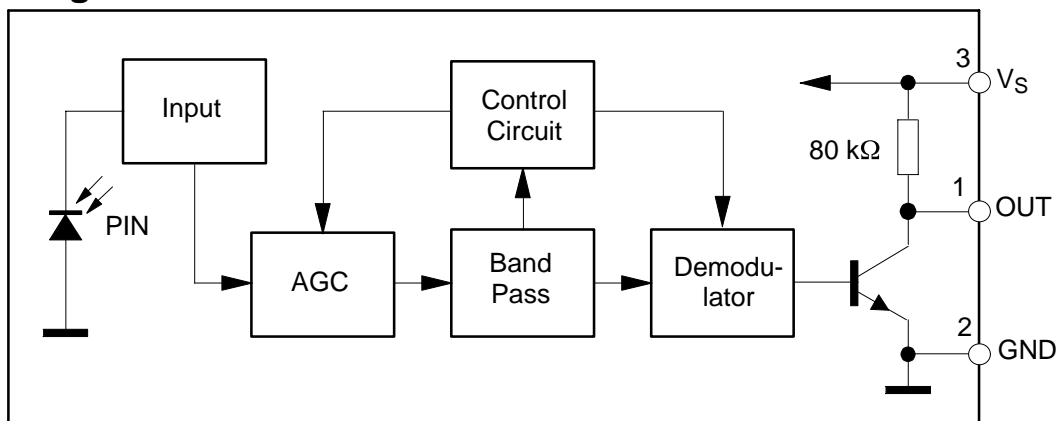 Input
Control
Circuit
3
VS
80 kΩ
1
OUT
PIN
AGC
Band
Pass
Demodu-
lator
2
GND